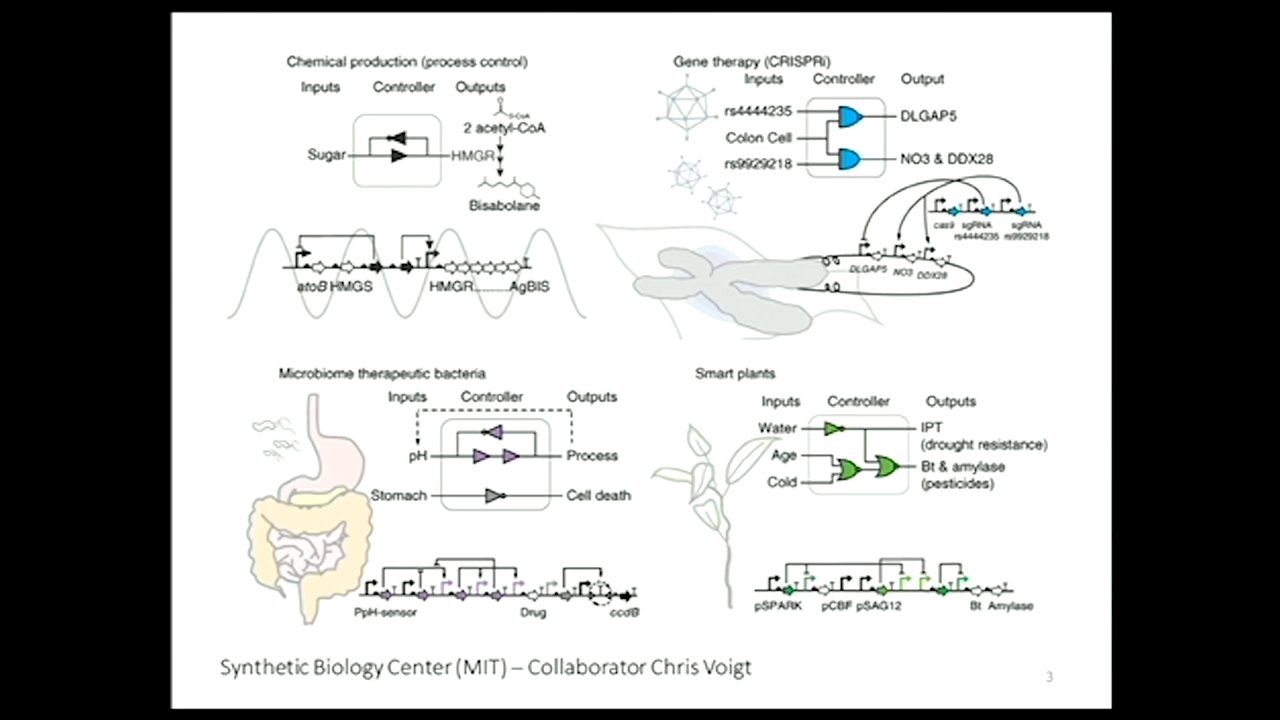 Chemical production (process control)
Inputs Controller Outputs
2 acetyl-CoA
Sugar HMGR
Bisabolane
atoB HMGS HMGR AgBIS
Gene therapy (CRISPRi)
Inputs Controller Output
rs4444235 DLGAP5
Colon Cell
rs9929218 NO3 & DDX28
cas9 sgRNA sgRNA
rs4444235 rs9929218
DLGAP5 NO3 DDX28
Microbiome therapeutic bacteria
Inputs Controller Outputs
pH Process
Stomach Cell death
PpH-sensor Drug ccdB
Smart plants
Inputs Controller Outputs
Water IPT
(drought resistance)
Age Bt & amylase
Cold (pesticides)
pSPARK pCBF pSAG12 Bt Amylase
Synthetic Biology Center (MIT) – Collaborator Chris Voigt
3